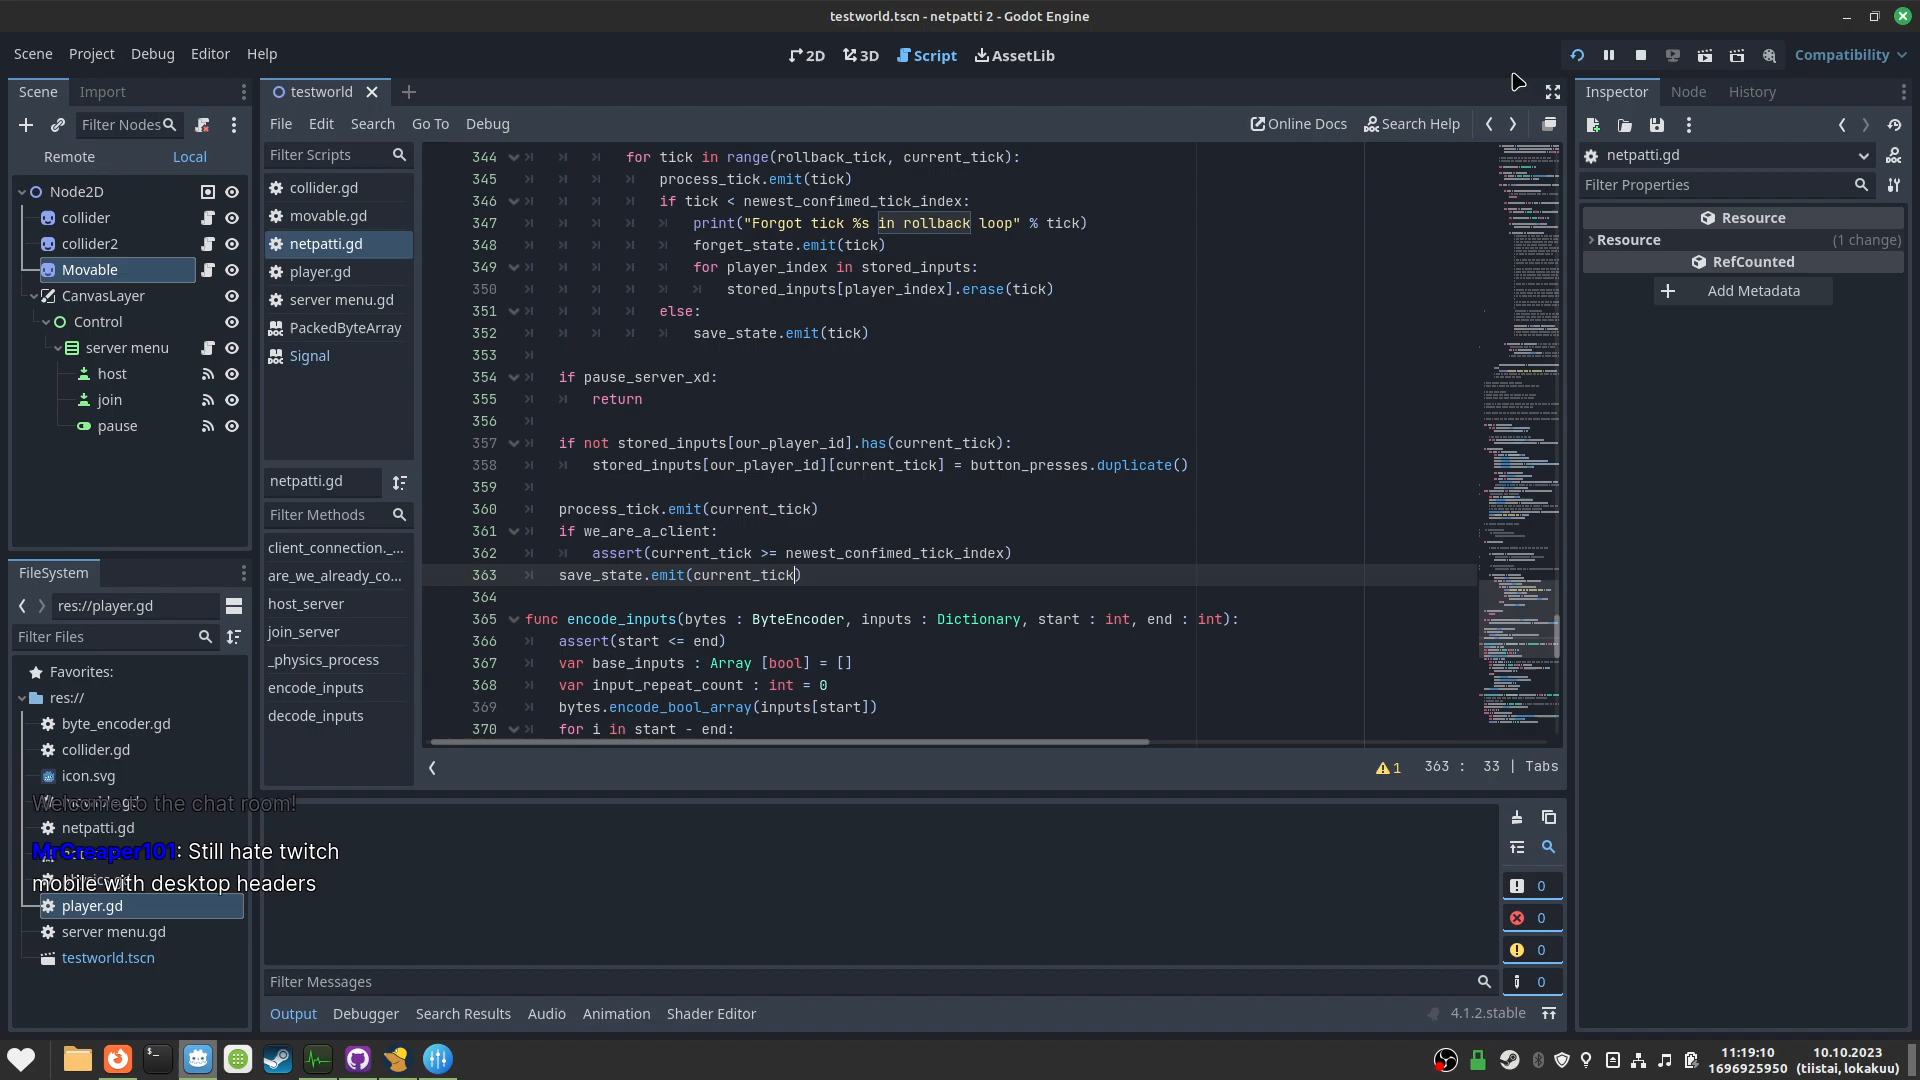 testworld.tscn - netpatti 2 - Godot Engine
Scene Project Debug Editor Help
2D 3D Script AssetLib
Compatibility
Scene Import
testworld
Inspector Node History
Filter Nodes
File Edit Search Go To Debug
Online Docs Search Help
Remote Local
Filter Scripts
netpatti.gd
Filter Properties
Node2D
collider
collider2
Movable
CanvasLayer
Control
server menu
host
join
pause
collider.gd
movable.gd
netpatti.gd
player.gd
server menu.gd
PackedByteArray
Signal
netpatti.gd
Filter Methods
client_connection._...
are_we_already_co...
host_server
join_server
_physics_process
encode_inputs
decode_inputs
344 for tick in range(rollback_tick, current_tick):
345 process_tick.emit(tick)
346 if tick < newest_confimed_tick_index:
347 print("Forgot tick %s in rollback loop" % tick)
348 forget_state.emit(tick)
349 for player_index in stored_inputs:
350 stored_inputs[player_index].erase(tick)
351 else:
352 save_state.emit(tick)
353
354 if pause_server_xd:
355 return
356
357 if not stored_inputs[our_player_id].has(current_tick):
358 stored_inputs[our_player_id][current_tick] = button_presses.duplicate()
359
360 process_tick.emit(current_tick)
361 if we_are_a_client:
362 assert(current_tick >= newest_confimed_tick_index)
363 save_state.emit(current_tick)
364
365 func encode_inputs(bytes : ByteEncoder, inputs : Dictionary, start : int, end : int):
366 assert(start <= end)
367 var base_inputs : Array [bool] = []
368 var input_repeat_count : int = 0
369 bytes.encode_bool_array(inputs[start])
370 for i in start - end:
1 363 : 33 | Tabs
Resource
Resource (1 change)
RefCounted
Add Metadata
FileSystem
res://player.gd
Filter Files
Favorites:
res://
byte_encoder.gd
collider.gd
icon.svg
Welcome to the chat room!
netpatti.gd
MrCreaper101: Still hate twitch
mobile with desktop headers
player.gd
server menu.gd
testworld.tscn
0
0
0
0
Filter Messages
Output Debugger Search Results Audio Animation Shader Editor
4.1.2.stable
11:19:10 10.10.2023
1696925950 (tiistai, lokakuu)